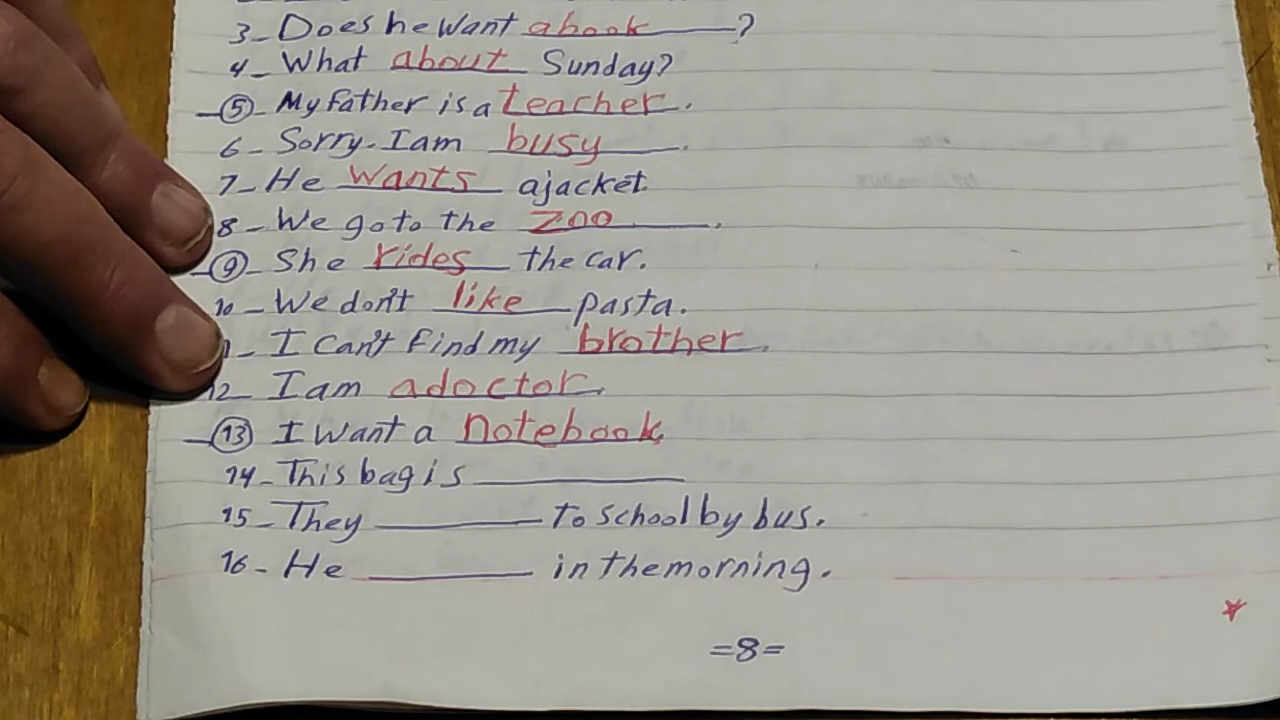 3- Does he want a book ?
4- What about Sunday?
5- My father is a teacher.
6- Sorry. I am busy.
7- He wants a jacket.
8- We go to the zoo.
9- She rides the car.
10- We don't like pasta.
- I can't find my brother.
12- I am a doctor.
13- I want a notebook.
14- This bag is
15- They to school by bus.
16- He in the morning.
=8=